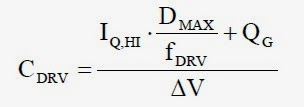 C_DRV = (I_Q,HI · D_MAX / f_DRV + Q_G) / ΔV